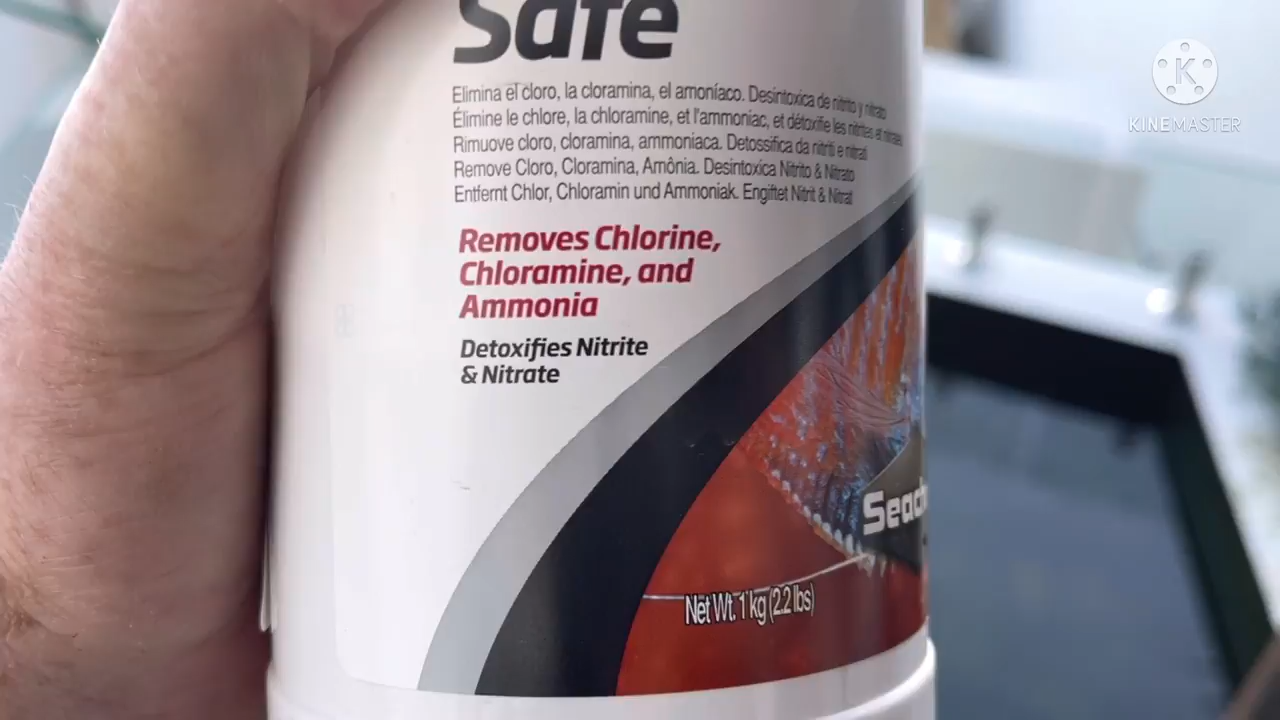 Safe
Elimina el cloro, la cloramina, el amoníaco. Desintoxica de nitrito y nitrato
Élimine le chlore, la chloramine, et l'ammoniac, et détoxifie les nitrites et nitrates
Rimuove cloro, cloramina, ammoniaca. Detossifica da nitriti e nitrati
Remove Cloro, Cloramina, Amônia. Desintoxica Nitrito & Nitrato
Entfernt Chlor, Chloramin und Ammoniak. Engiftet Nitrit & Nitrat
Removes Chlorine,
Chloramine, and
Ammonia
Detoxifies Nitrite
& Nitrate
Seach
Net Wt. 1 kg (2.2 lbs)
K
KINEMASTER